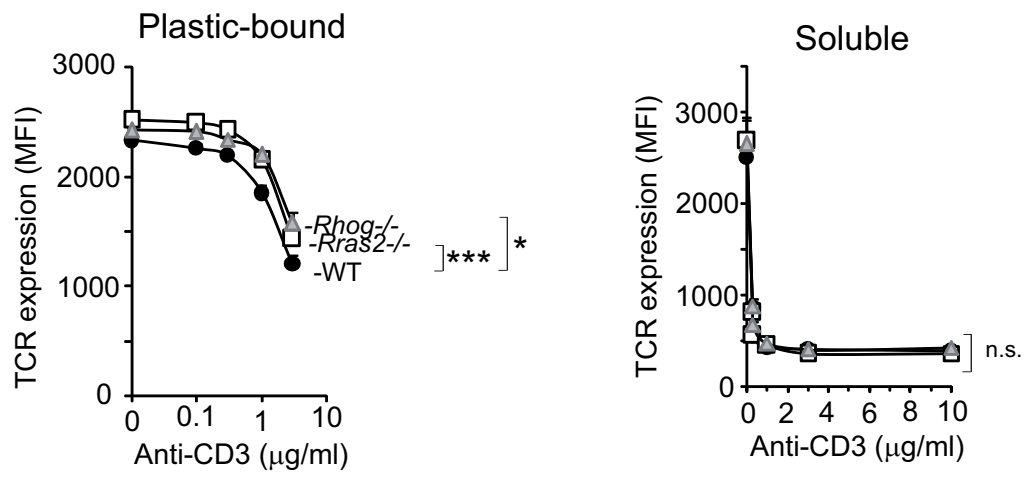 Plastic-bound
TCR expression (MFI)
3000
2000
1000
0
0
0.1
1
10
Anti-CD3 (μg/ml)
-Rhog-/-
-Rras2-/-
-WT
***
*
Soluble
TCR expression (MFI)
3000
2000
1000
0
0
2
4
6
8
10
Anti-CD3 (μg/ml)
n.s.